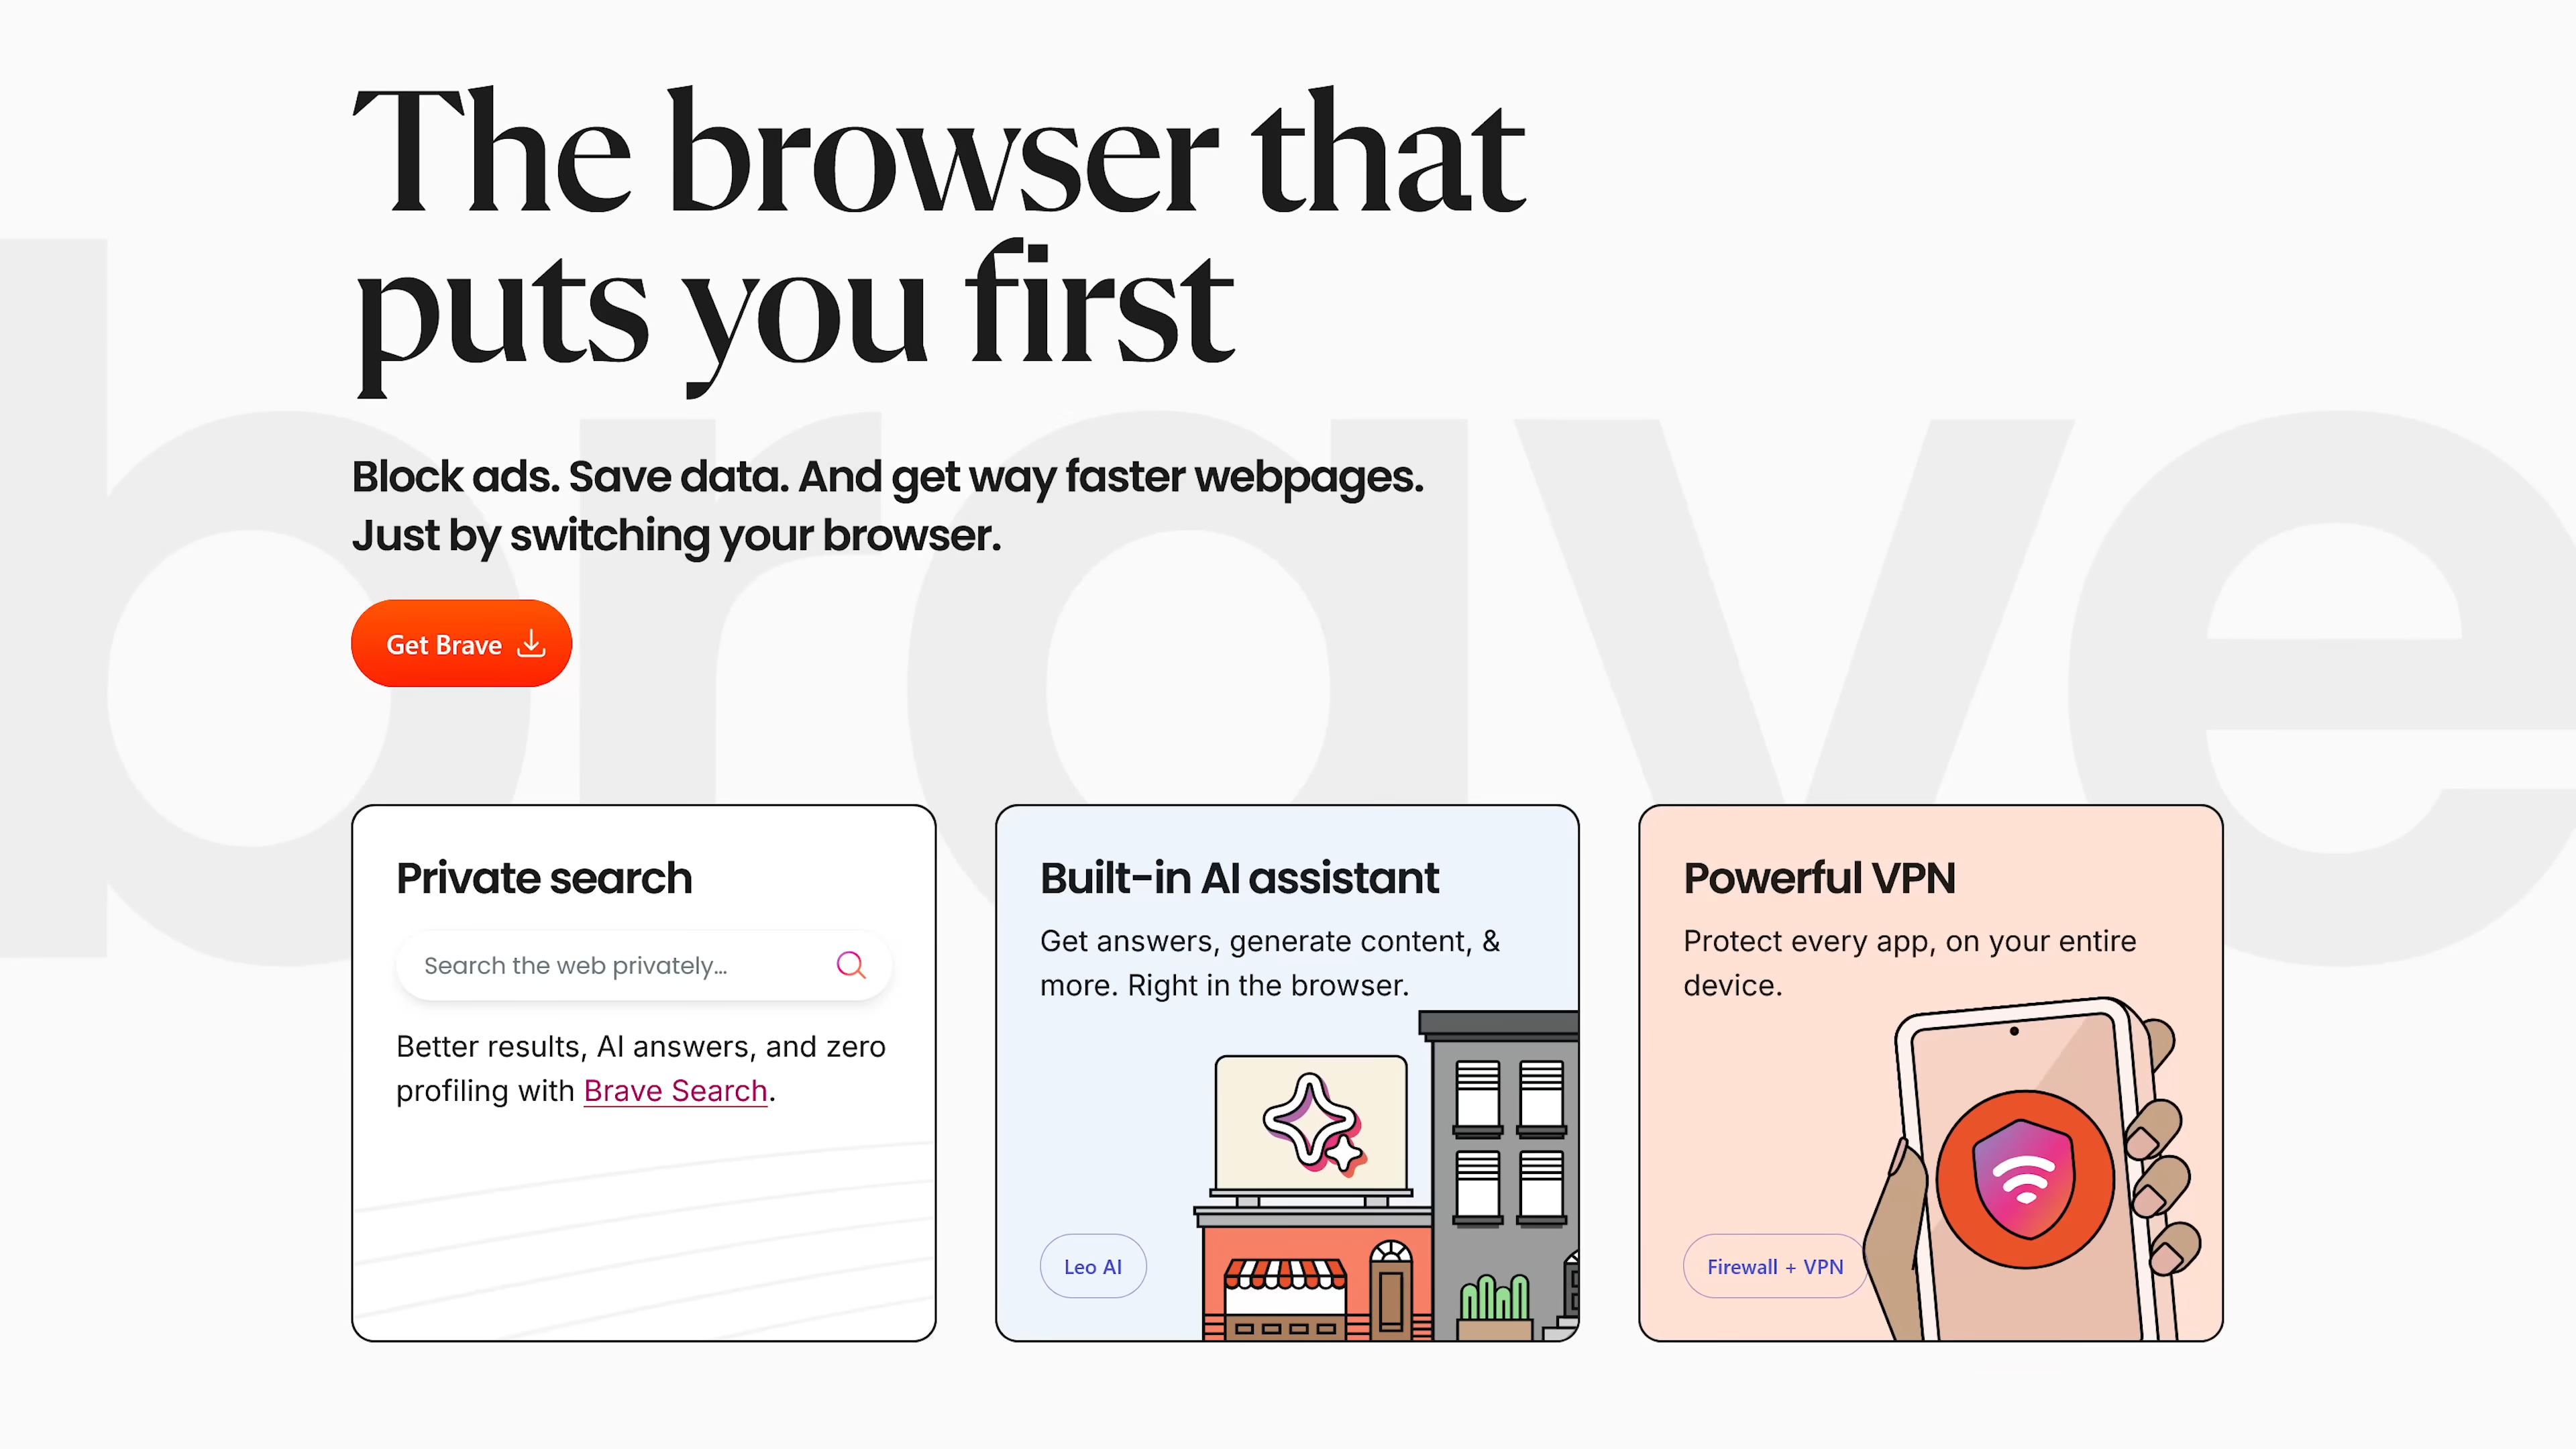 The browser that
puts you first
brave
Block ads. Save data. And get way faster webpages.
Just by switching your browser.
Get Brave
Private search
Search the web privately...
Better results, AI answers, and zero
profiling with Brave Search.
Built-in AI assistant
Get answers, generate content, &
more. Right in the browser.
Leo AI
Powerful VPN
Protect every app, on your entire
device.
Firewall + VPN